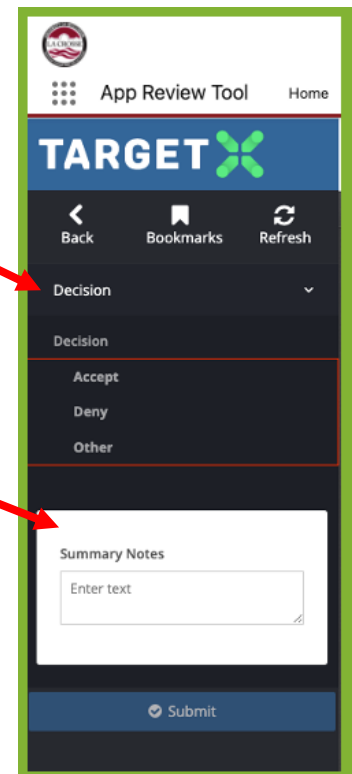 LA CROSSE
App Review Tool Home
TARGETX
Back Bookmarks Refresh
Decision
Decision
Accept
Deny
Other
Summary Notes
Enter text
Submit